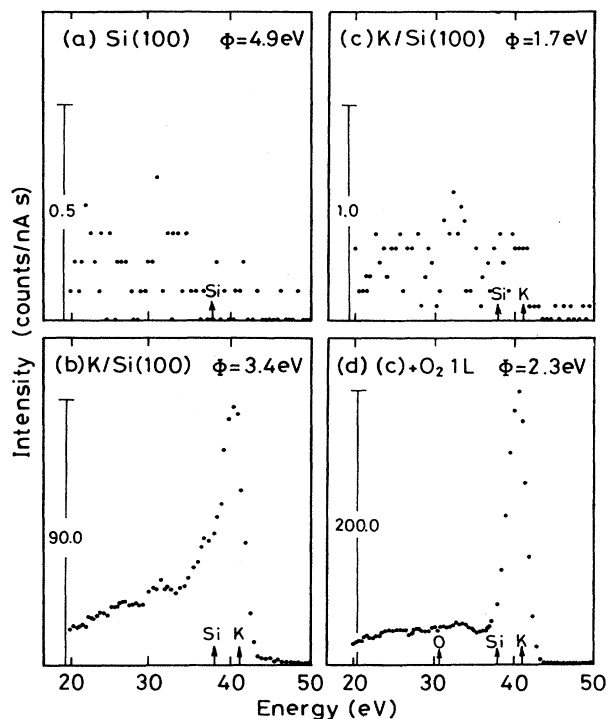 (a) Si(100) Φ=4.9eV
0.5
Si
(c) K/Si(100) Φ=1.7eV
1.0
Si K
(b) K/Si(100) Φ=3.4eV
90.0
Si K
20 30 40 50
(d) (c)+O₂ 1L Φ=2.3eV
200.0
O Si K
20 30 40 50
Energy (eV)
Intensity (counts/nA s)